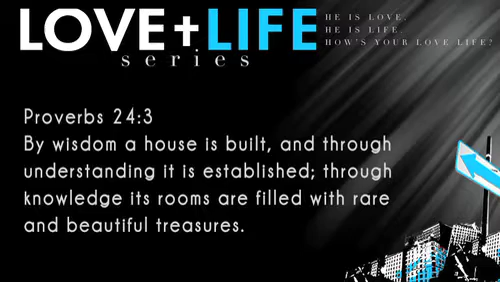 LOVE+LIFE
series
HE IS LOVE.
HE IS LIFE.
HOW'S YOUR LOVE LIFE?
Proverbs 24:3
By wisdom a house is built, and through
understanding it is established; through
knowledge its rooms are filled with rare
and beautiful treasures.